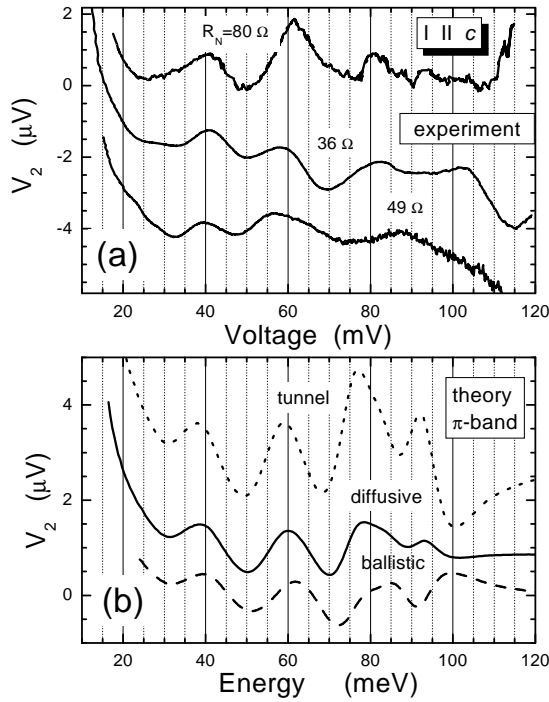 2
R_N=80 Ω
I II c
0
experiment
V_2 (μV)
-2
36 Ω
-4
49 Ω
(a)
20 40 60 80 100 120
Voltage (mV)
theory
π-band
tunnel
4
V_2 (μV)
2
diffusive
ballistic
0
(b)
20 40 60 80 100 120
Energy (meV)